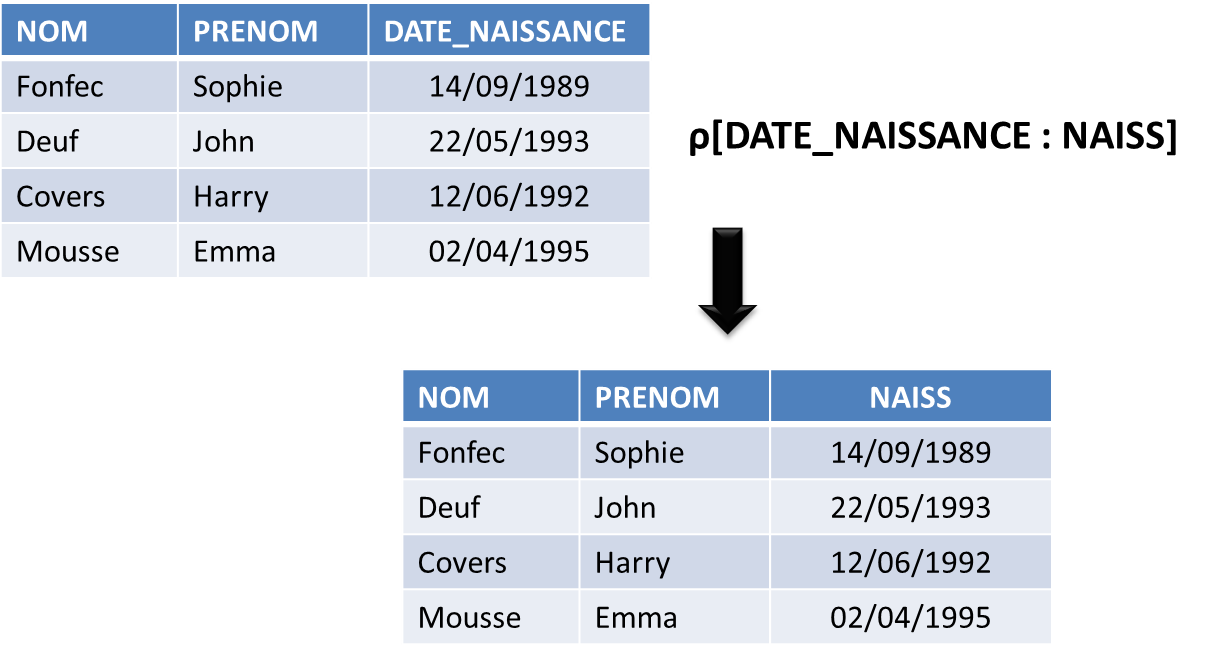 NOM PRENOM DATE_NAISSANCE
Fonfec Sophie 14/09/1989
Deuf John 22/05/1993
Covers Harry 12/06/1992
Mousse Emma 02/04/1995
ρ[DATE_NAISSANCE : NAISS]
NOM PRENOM NAISS
Fonfec Sophie 14/09/1989
Deuf John 22/05/1993
Covers Harry 12/06/1992
Mousse Emma 02/04/1995